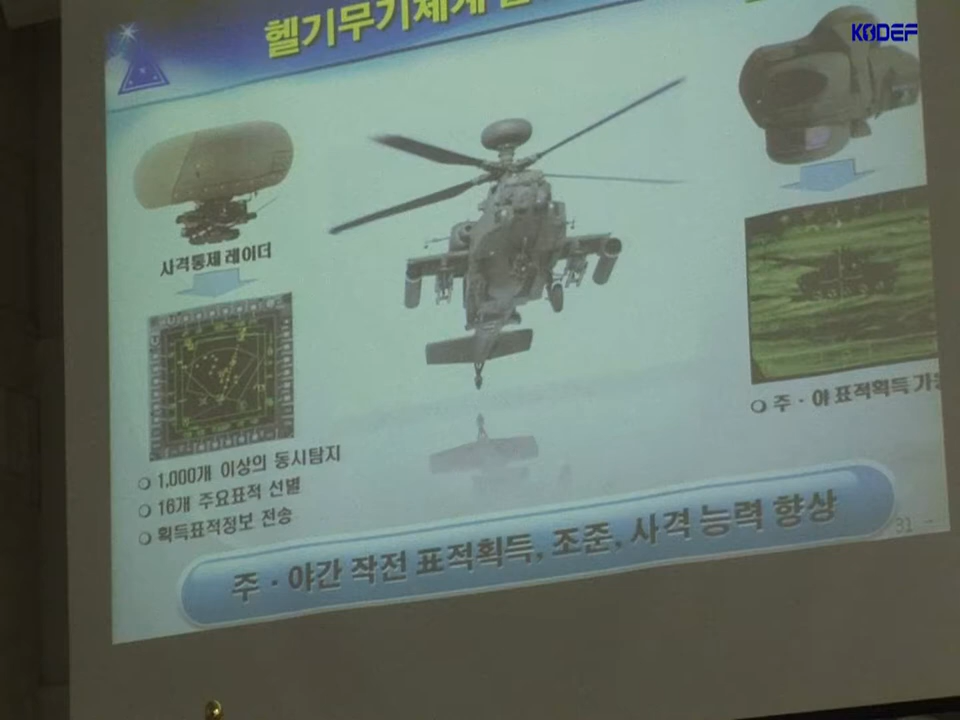 KODEF
헬기무기체계
사격통제 레이더
○ 1,000개 이상의 동시탐지
○ 16개 주요표적 선별
○ 획득표적정보 전송
○ 주 · 야 표적획득
주 · 야간 작전 표적획득, 조준, 사격 능력 향상
31 -